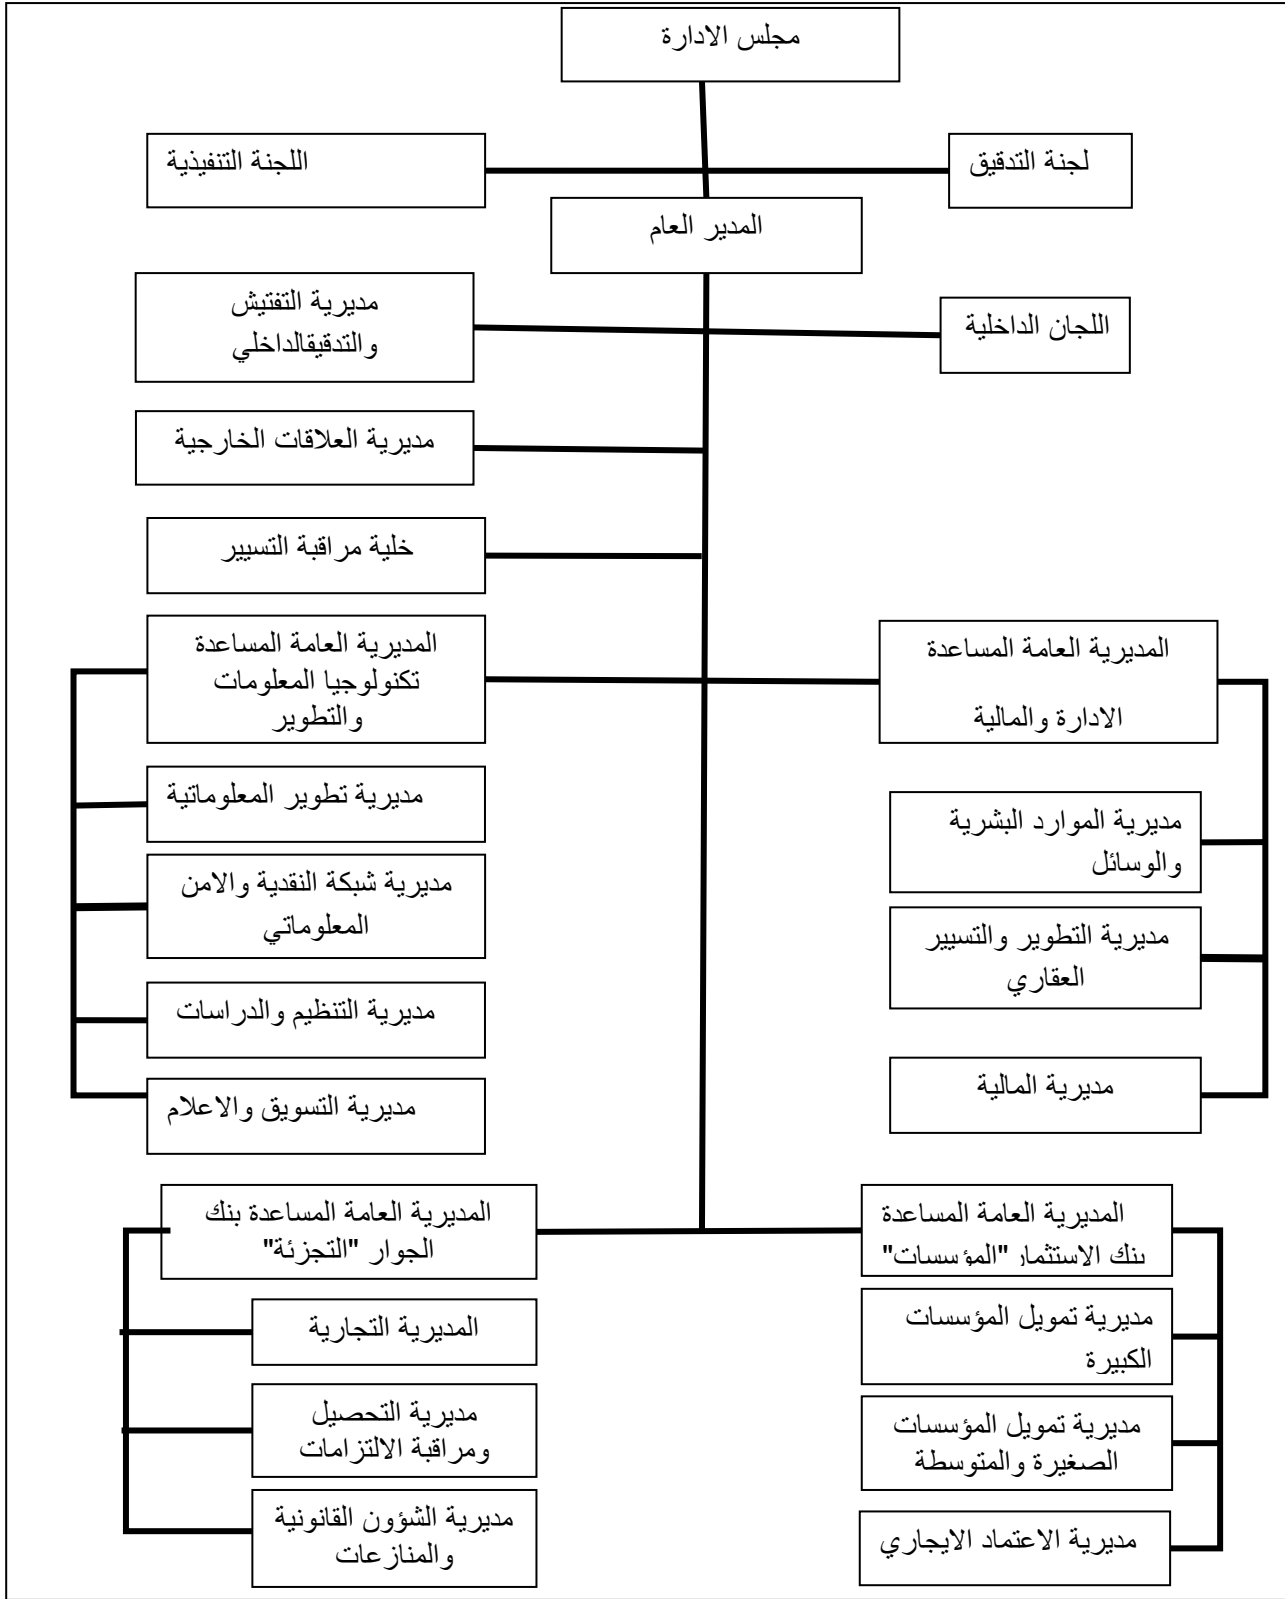 مجلس الادارة
لجنة التدقيق
اللجنة التنفيذية
المدير العام
اللجان الداخلية
مديرية التفتيش
والتدقيقالداخلي
مديرية العلاقات الخارجية
خلية مراقبة التسيير
المديرية العامة المساعدة
الادارة والمالية
مديرية الموارد البشرية
والوسائل
مديرية التطوير والتسيير
العقاري
مديرية المالية
المديرية العامة المساعدة
تكنولوجيا المعلومات
والتطوير
مديرية تطوير المعلوماتية
مديرية شبكة النقدية والامن
المعلوماتي
مديرية التنظيم والدراسات
مديرية التسويق والاعلام
المديرية العامة المساعدة
بنك الاستثمار "المؤسسات"
مديرية تمويل المؤسسات
الكبيرة
مديرية تمويل المؤسسات
الصغيرة والمتوسطة
مديرية الاعتماد الايجاري
المديرية العامة المساعدة بنك
الجوار "التجزئة"
المديرية التجارية
مديرية التحصيل
ومراقبة الالتزامات
مديرية الشؤون القانونية
والمنازعات